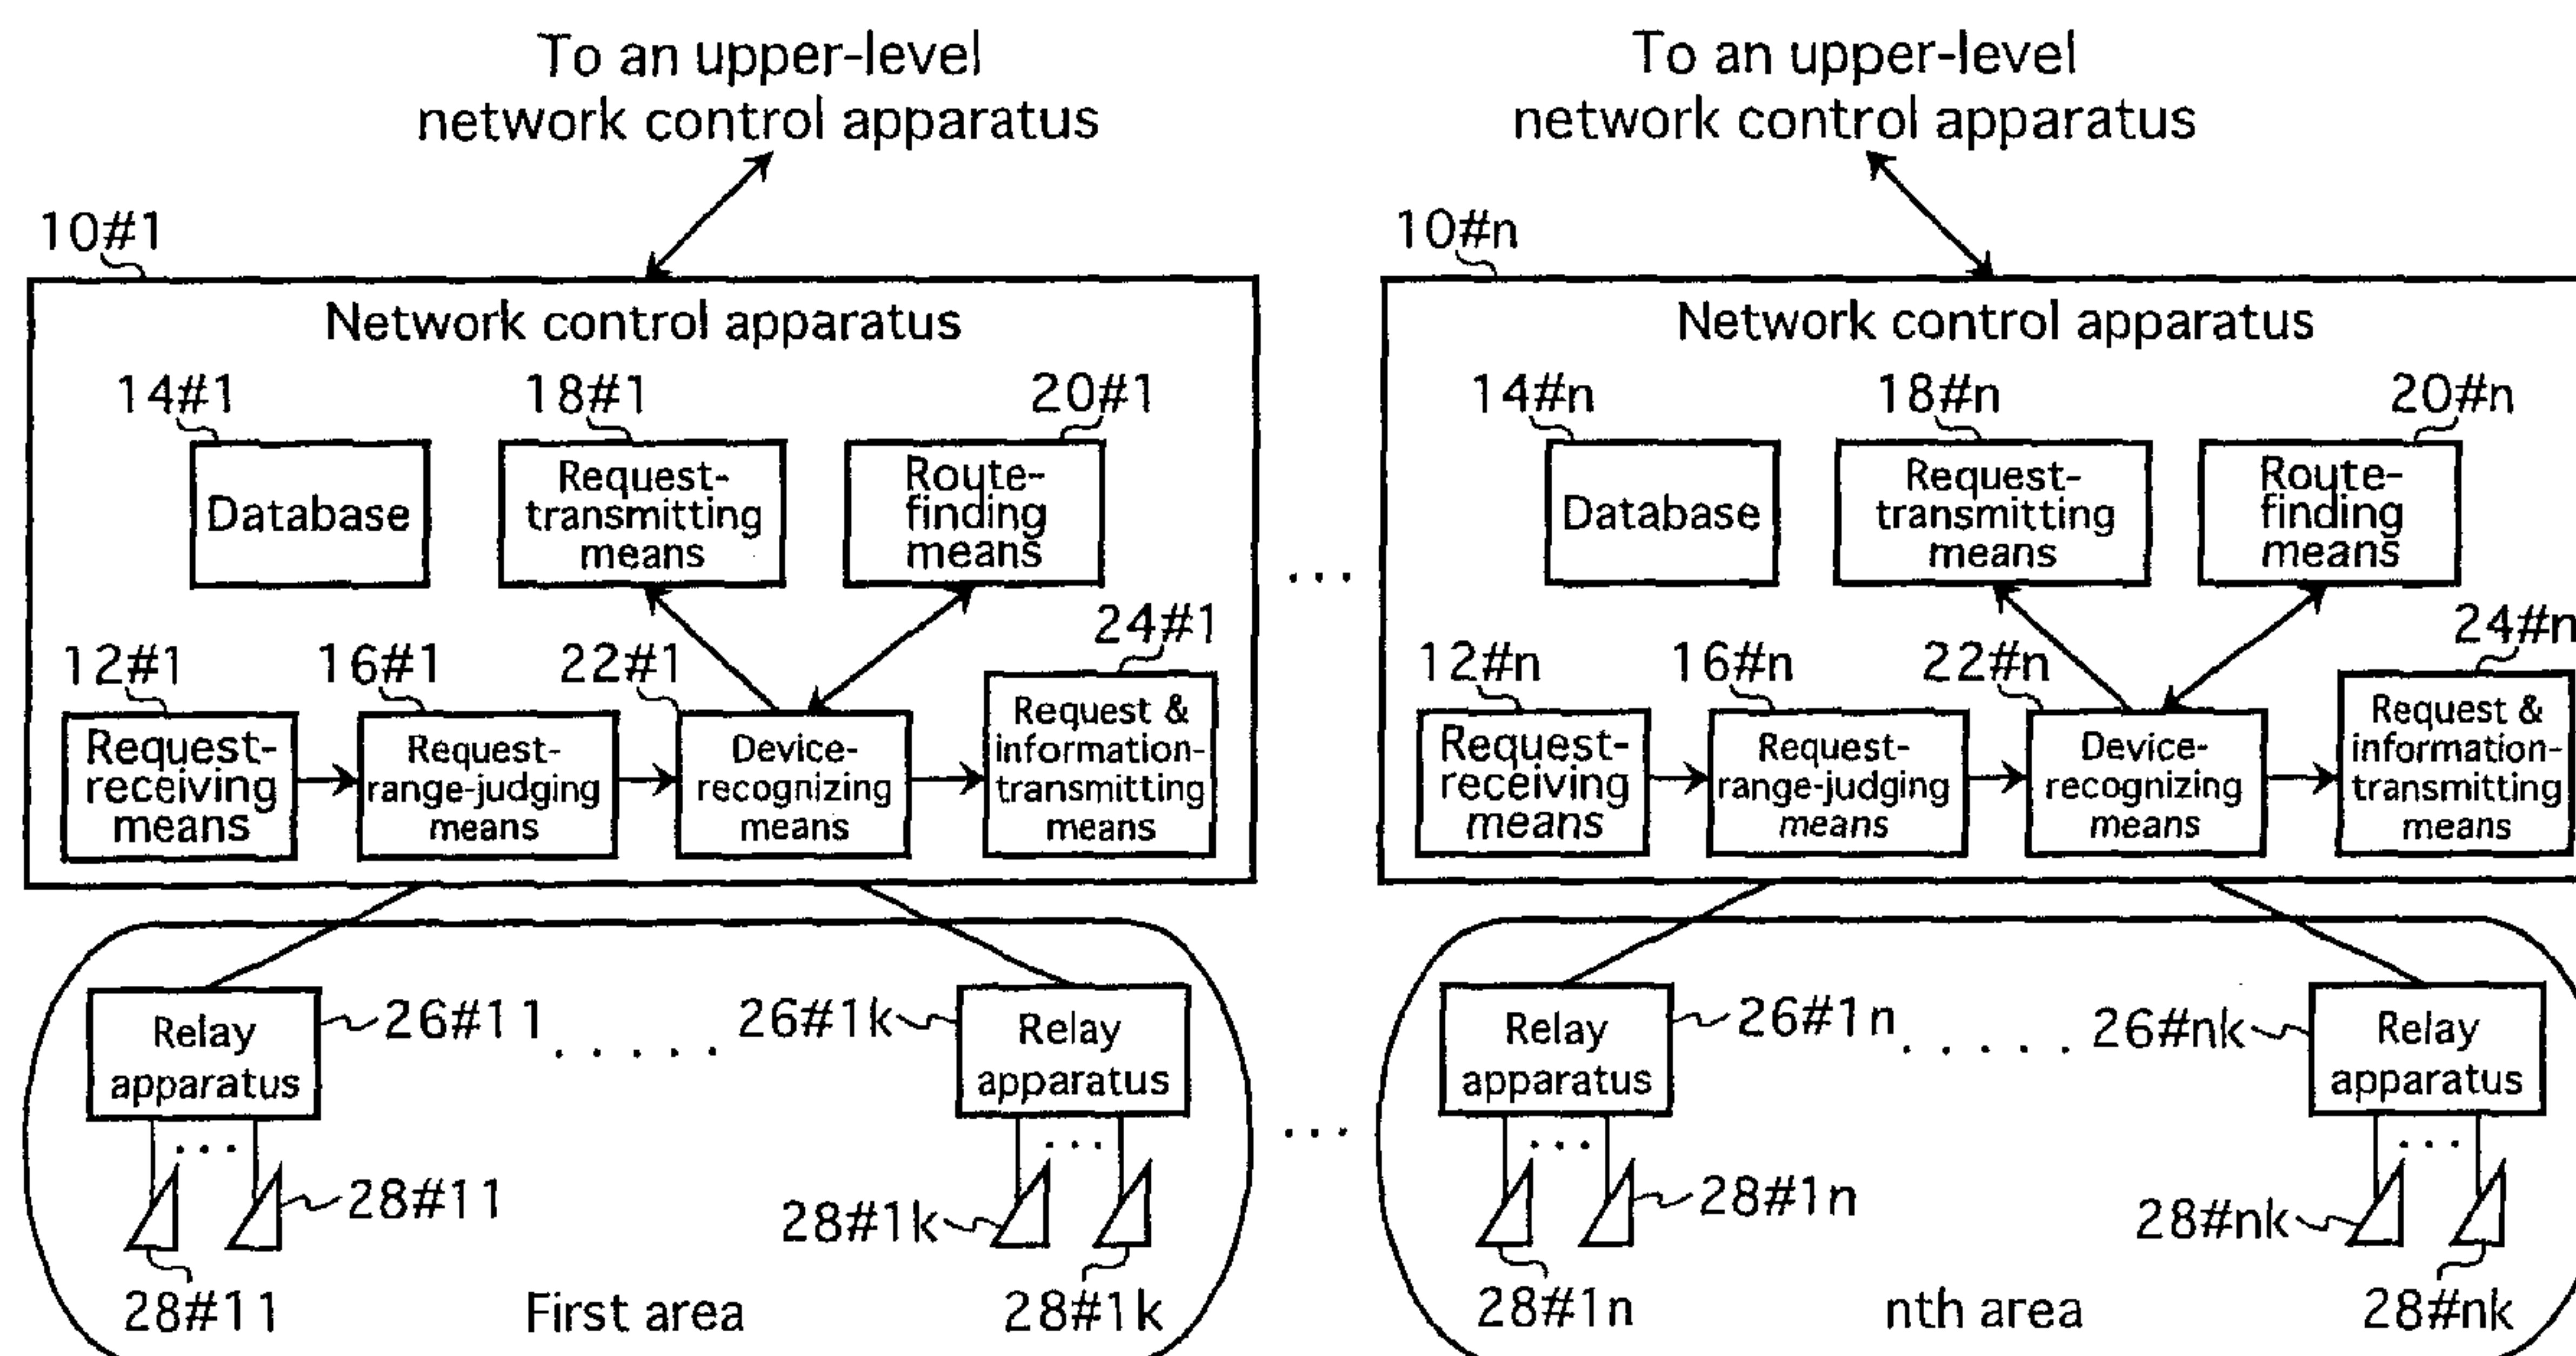 To an upper-level
network control apparatus
To an upper-level
network control apparatus
10#1
10#n
Network control apparatus
Network control apparatus
14#1
18#1
20#1
14#n
18#n
20#n
Database
Request-
transmitting
means
Route-
finding
means
...
Database
Request-
transmitting
means
Route-
finding
means
12#1
16#1
22#1
24#1
12#n
16#n
22#n
24#n
Request-
receiving
means
Request-
range-judging
means
Device-
recognizing
means
Request &
information-
transmitting
means
Request-
receiving
means
Request-
range-judging
means
Device-
recognizing
means
Request &
information-
transmitting
means
Relay
apparatus
26#11
.....
26#1k
Relay
apparatus
Relay
apparatus
26#1n
.....
26#nk
Relay
apparatus
...
...
...
...
...
28#11
28#1k
28#1n
28#nk
28#11
First area
28#1k
28#1n
nth area
28#nk